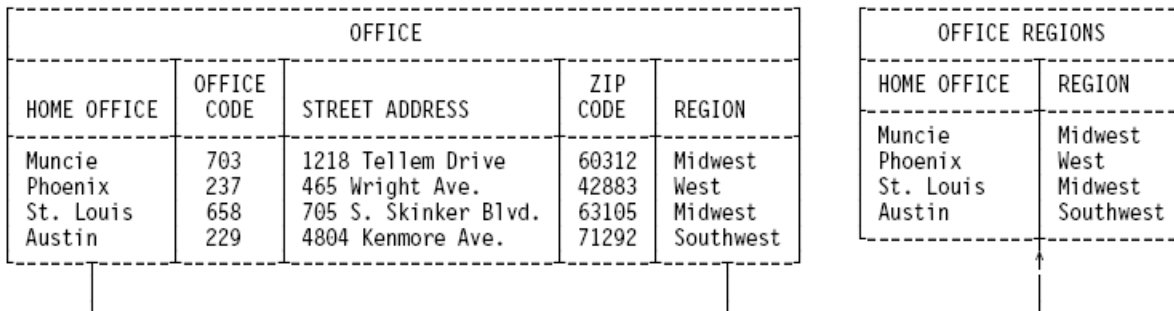 OFFICE
HOME OFFICE OFFICE CODE STREET ADDRESS ZIP CODE REGION
Muncie 703 1218 Tellem Drive 60312 Midwest
Phoenix 237 465 Wright Ave. 42883 West
St. Louis 658 705 S. Skinker Blvd. 63105 Midwest
Austin 229 4804 Kenmore Ave. 71292 Southwest
OFFICE REGIONS
HOME OFFICE REGION
Muncie Midwest
Phoenix West
St. Louis Midwest
Austin Southwest